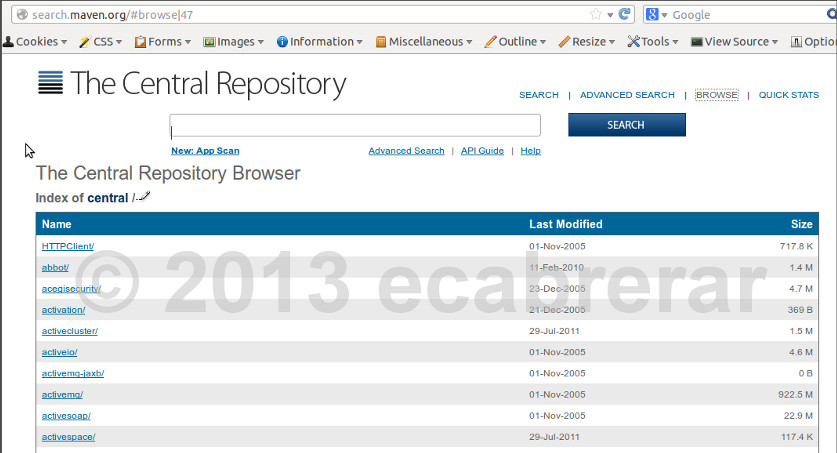 search.maven.org/#browse|47 Google
Cookies CSS Forms Images Information Miscellaneous Outline Resize Tools View Source Option
The Central Repository
SEARCH | ADVANCED SEARCH | BROWSE | QUICK STATS
SEARCH
New: App Scan Advanced Search | API Guide | Help
The Central Repository Browser
Index of central /
Name Last Modified Size
HTTPClient/ 01-Nov-2005 717.8 K
abbot/ 11-Feb-2010 1.4 M
acegisecurity/ 23-Dec-2005 4.7 M
© 2013 ecabrerar
activation/ 21-Dec-2005 369 B
activecluster/ 29-Jul-2011 1.5 M
activeio/ 01-Nov-2005 4.6 M
activemq-jaxb/ 01-Nov-2005 0 B
activemq/ 01-Nov-2005 922.5 M
activesoap/ 01-Nov-2005 22.9 M
activespace/ 29-Jul-2011 117.4 K